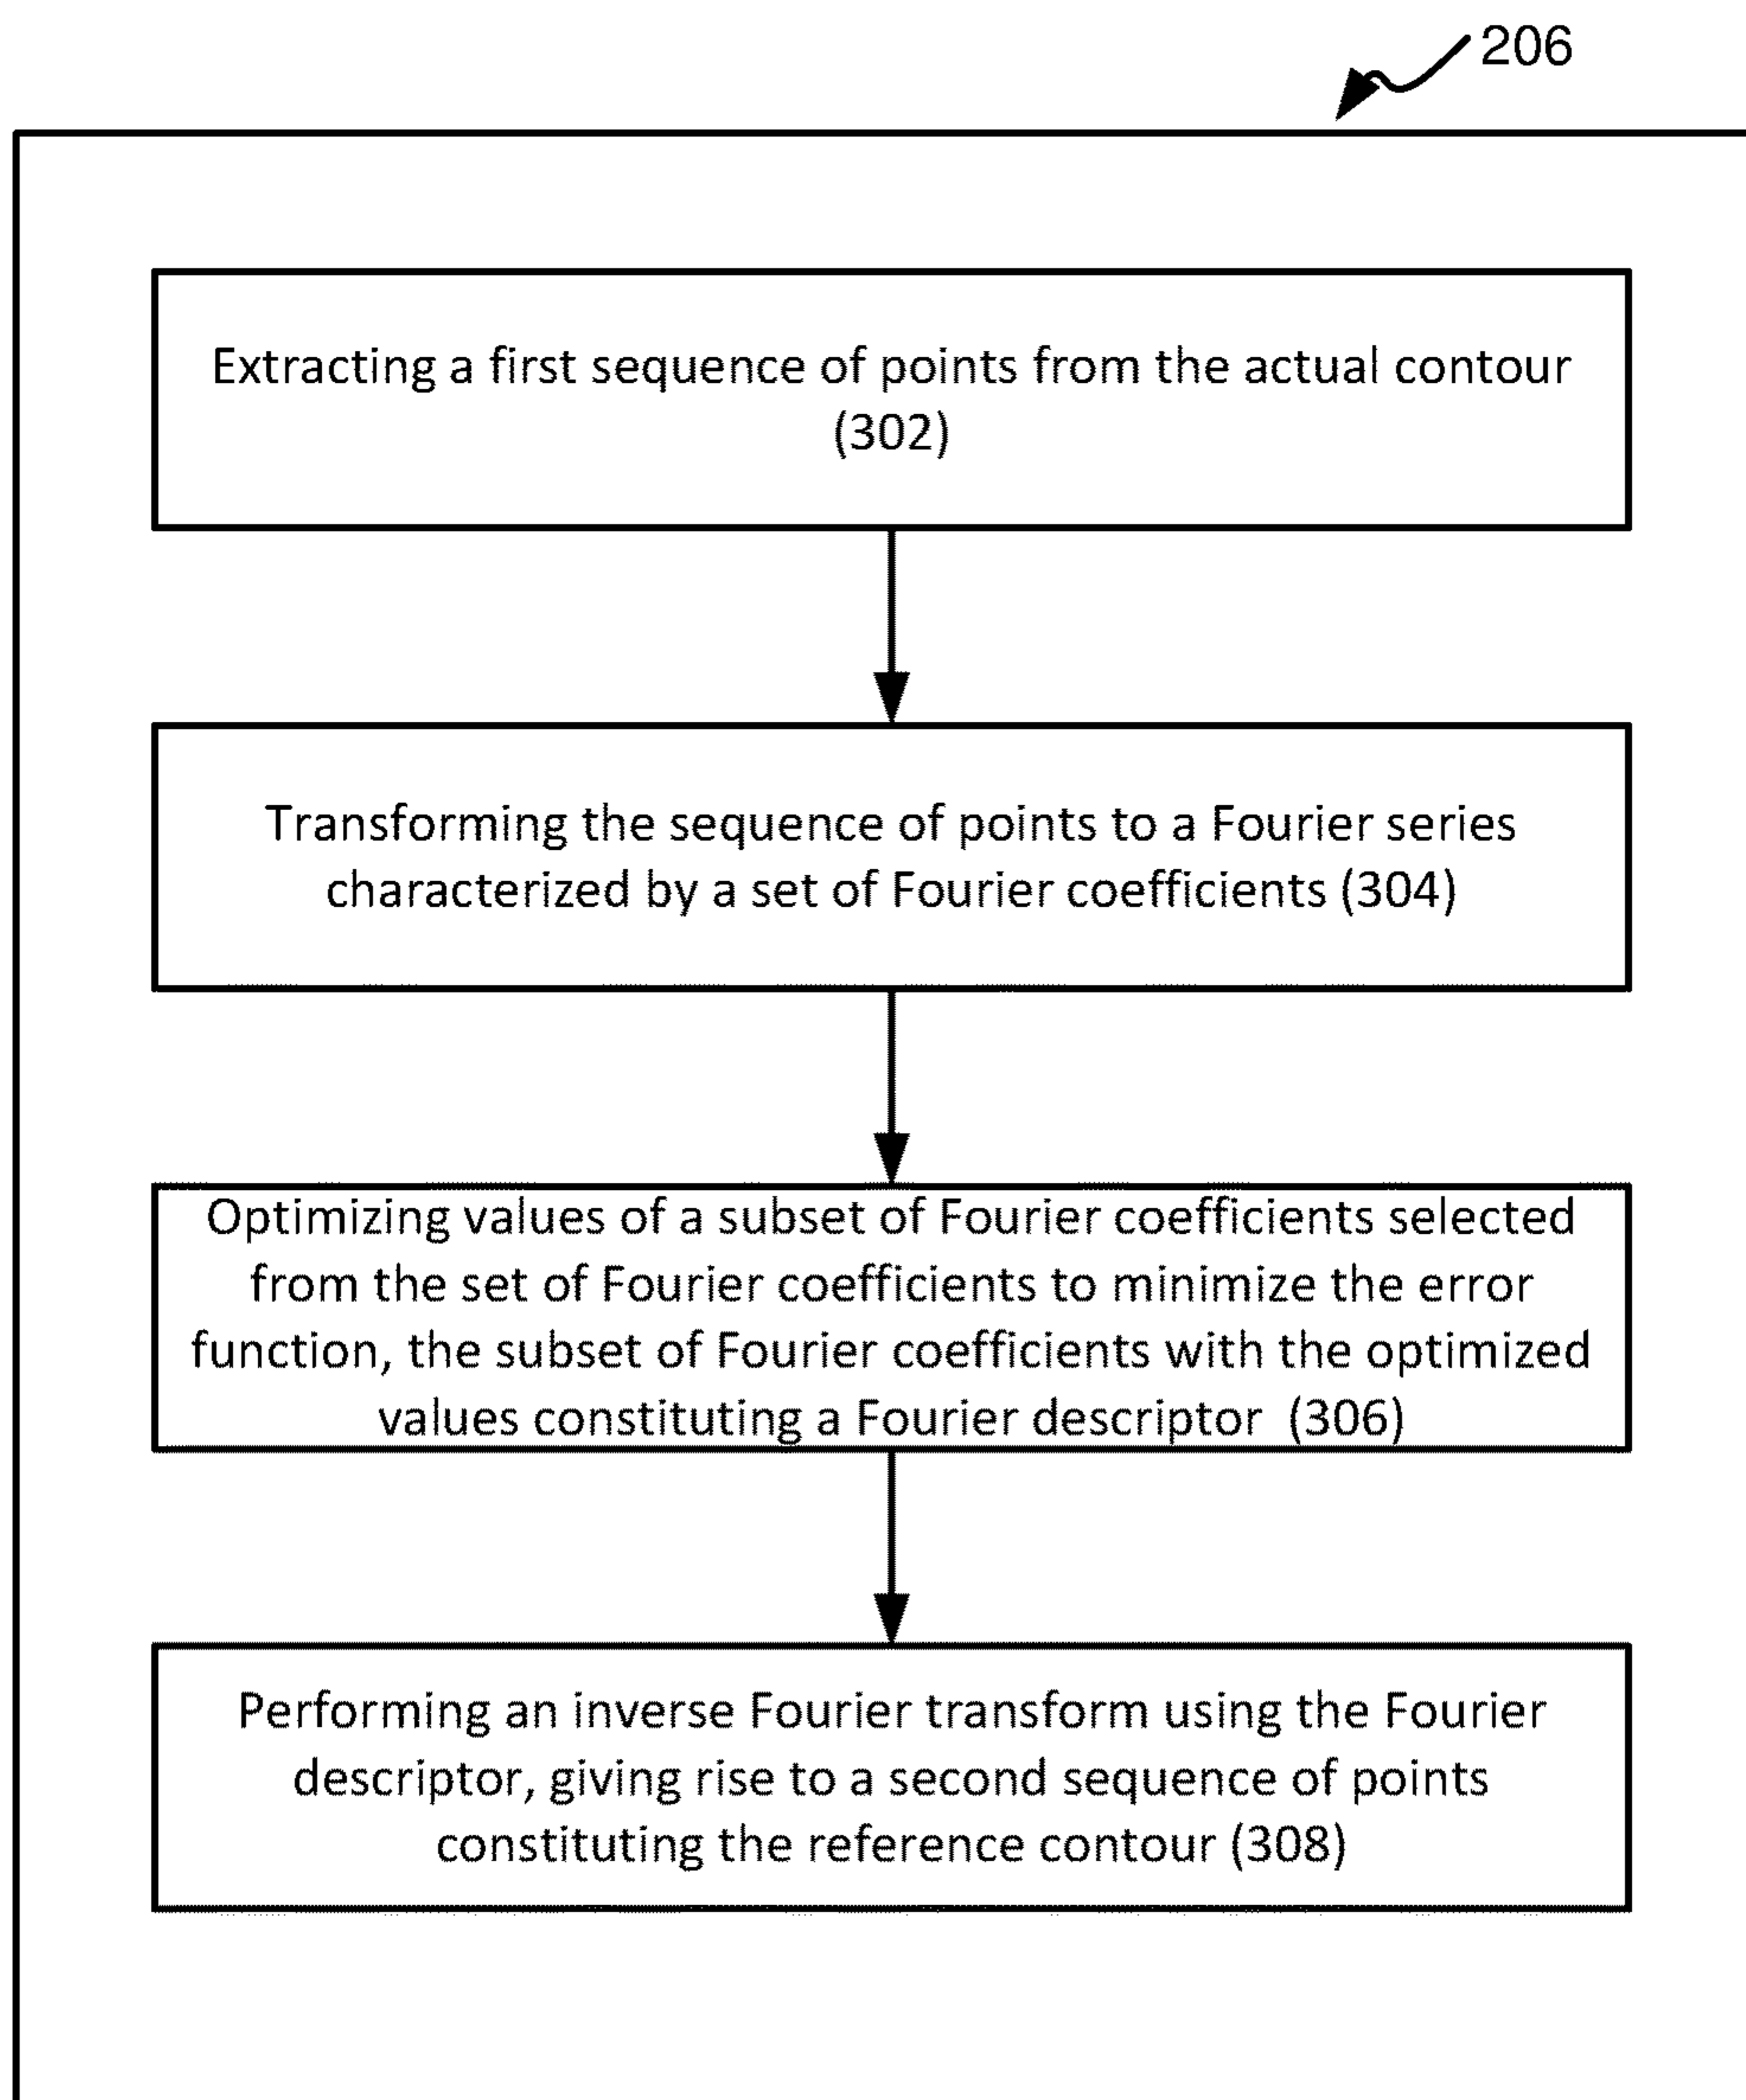 206
Extracting a first sequence of points from the actual contour
(302)
Transforming the sequence of points to a Fourier series
characterized by a set of Fourier coefficients (304)
Optimizing values of a subset of Fourier coefficients selected
from the set of Fourier coefficients to minimize the error
function, the subset of Fourier coefficients with the optimized
values constituting a Fourier descriptor (306)
Performing an inverse Fourier transform using the Fourier
descriptor, giving rise to a second sequence of points
constituting the reference contour (308)